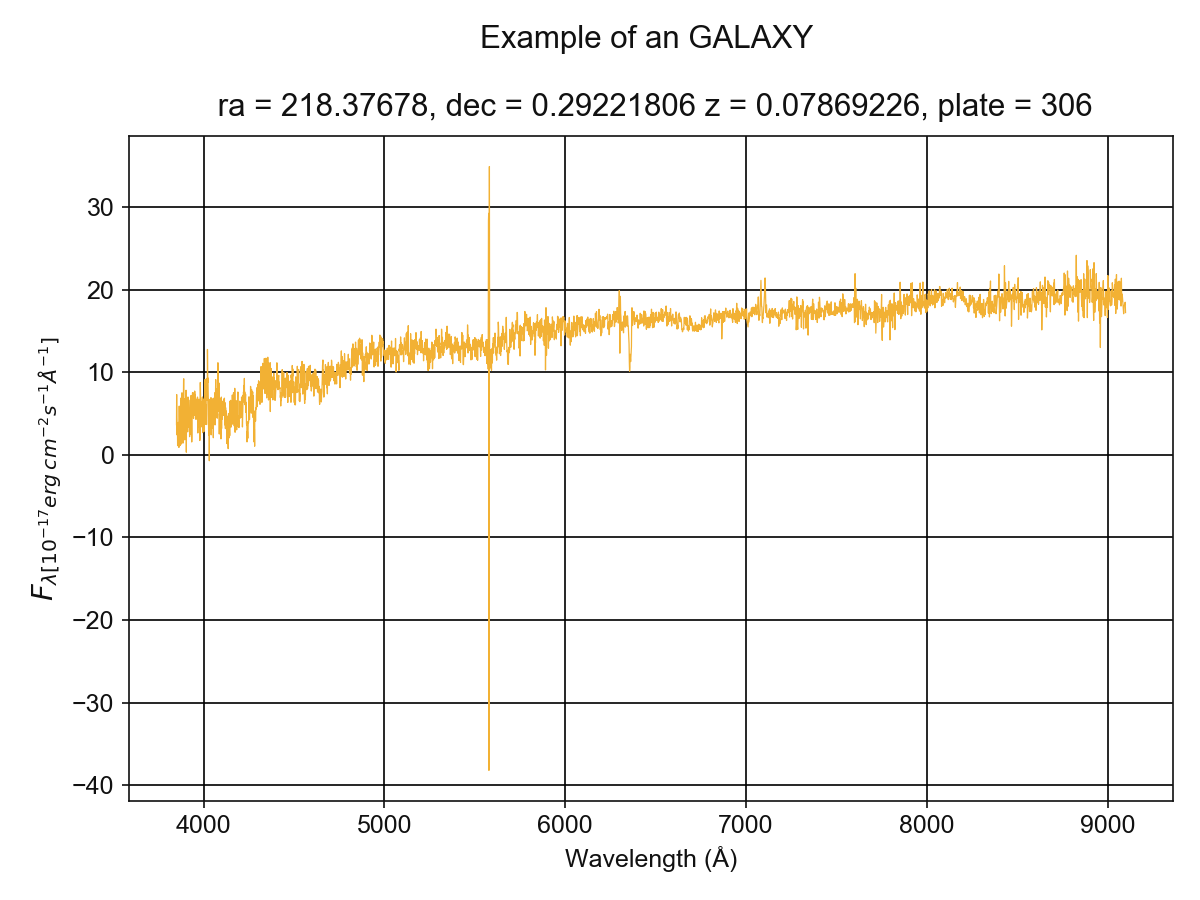 Example of an GALAXY
ra = 218.37678, dec = 0.29221806 z = 0.07869226, plate = 306
F_{λ[10^{−17}erg cm^{−2}s^{−1}Å^{−1}]}
30
20
10
0
−10
−20
−30
−40
4000 5000 6000 7000 8000 9000
Wavelength (Å)